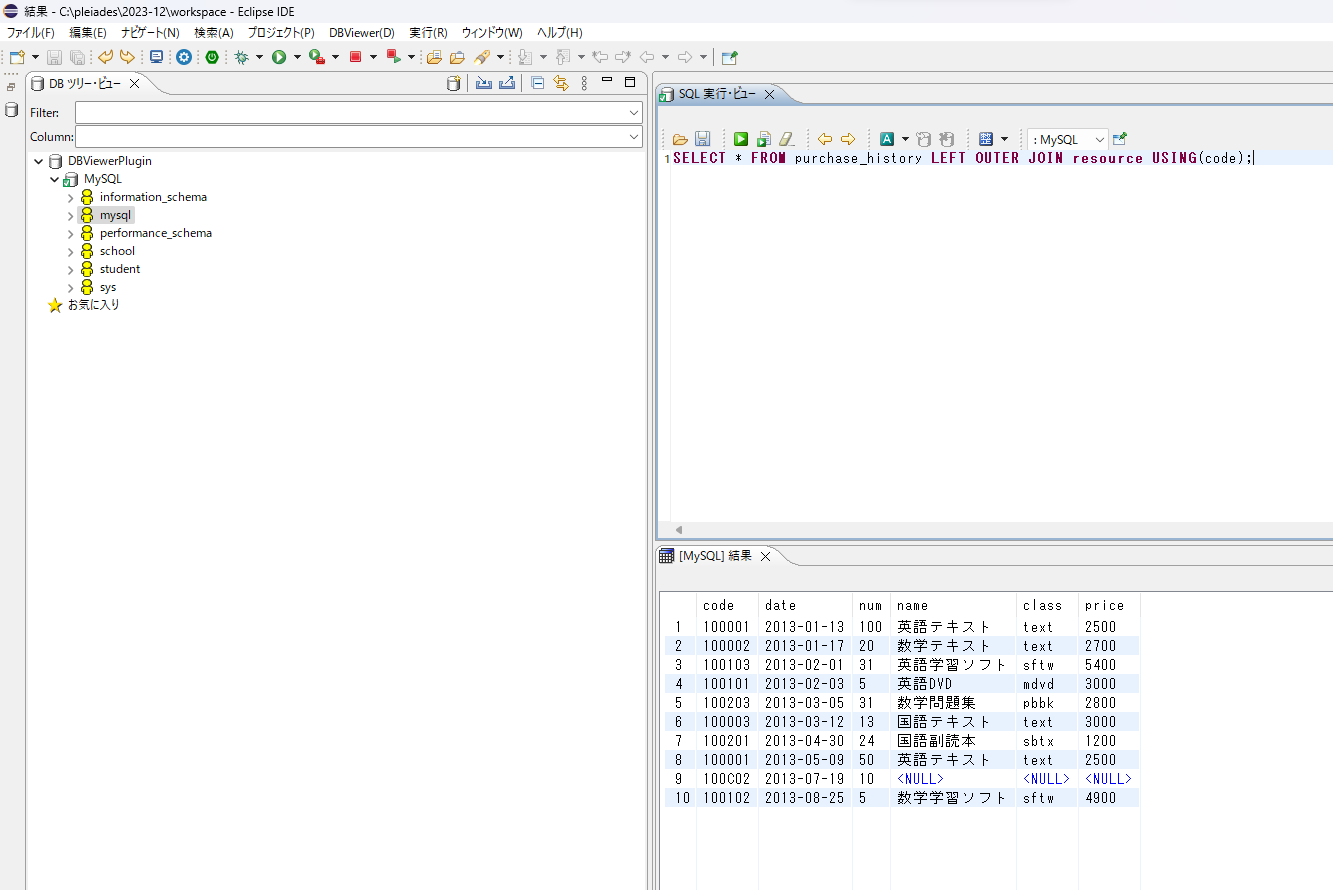 結果 - C:\pleiades\2023-12\workspace - Eclipse IDE
ファイル(F) 編集(E) ナビゲート(N) 検索(A) プロジェクト(P) DBViewer(D) 実行(R) ウィンドウ(W) ヘルプ(H)
DB ツリー・ビュー
Filter:
Column:
DBViewerPlugin
MySQL
information_schema
mysql
performance_schema
school
student
sys
お気に入り
SQL 実行・ビュー
A
: MySQL
1 SELECT * FROM purchase_history LEFT OUTER JOIN resource USING(code);
[MySQL] 結果
code date num name class price
1 100001 2013-01-13 100 英語テキスト text 2500
2 100002 2013-01-17 20 数学テキスト text 2700
3 100103 2013-02-01 31 英語学習ソフト sftw 5400
4 100101 2013-02-03 5 英語DVD mdvd 3000
5 100203 2013-03-05 31 数学問題集 pbbk 2800
6 100003 2013-03-12 13 国語テキスト text 3000
7 100201 2013-04-30 24 国語副読本 sbtx 1200
8 100001 2013-05-09 50 英語テキスト text 2500
9 100C02 2013-07-19 10 <NULL> <NULL> <NULL>
10 100102 2013-08-25 5 数学学習ソフト sftw 4900